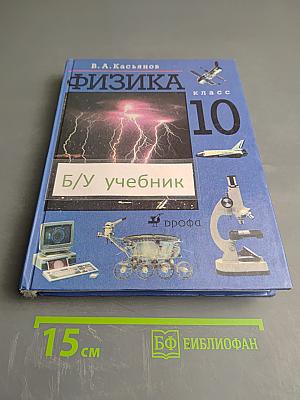 В.А.Касьянов
ФИЗИКА
класс
10
Б/У учебник
дрофа
15 см
БФ БИБЛИОФАН